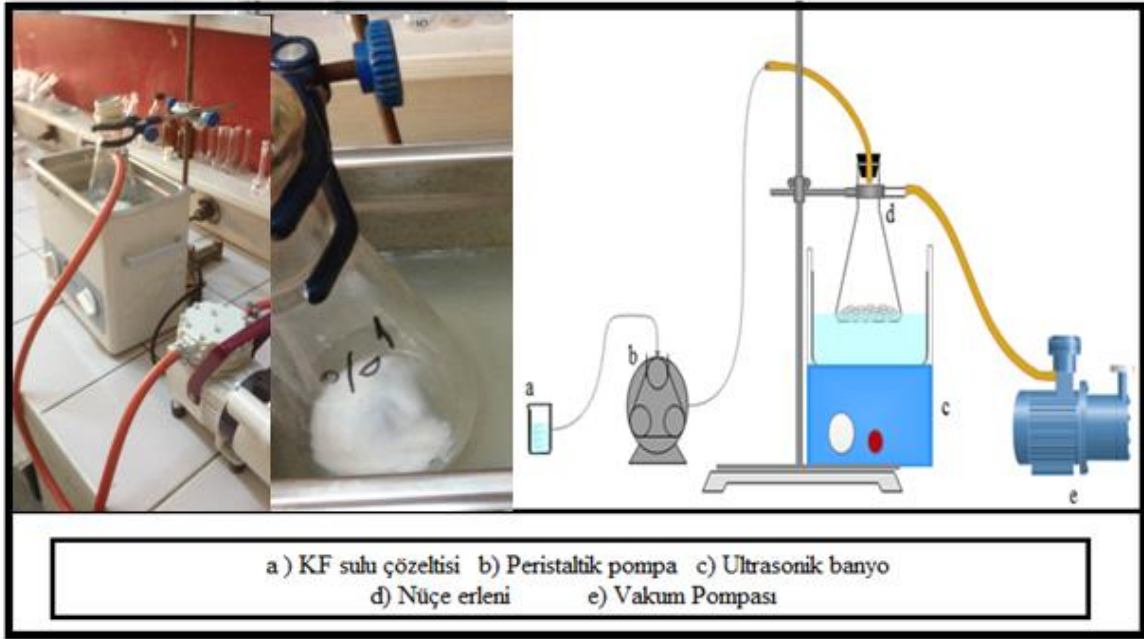 a
b
c
d
e
a ) KF sulu çözeltisi b) Peristaltik pompa c) Ultrasonik banyo
d) Nüçe erleni e) Vakum Pompası